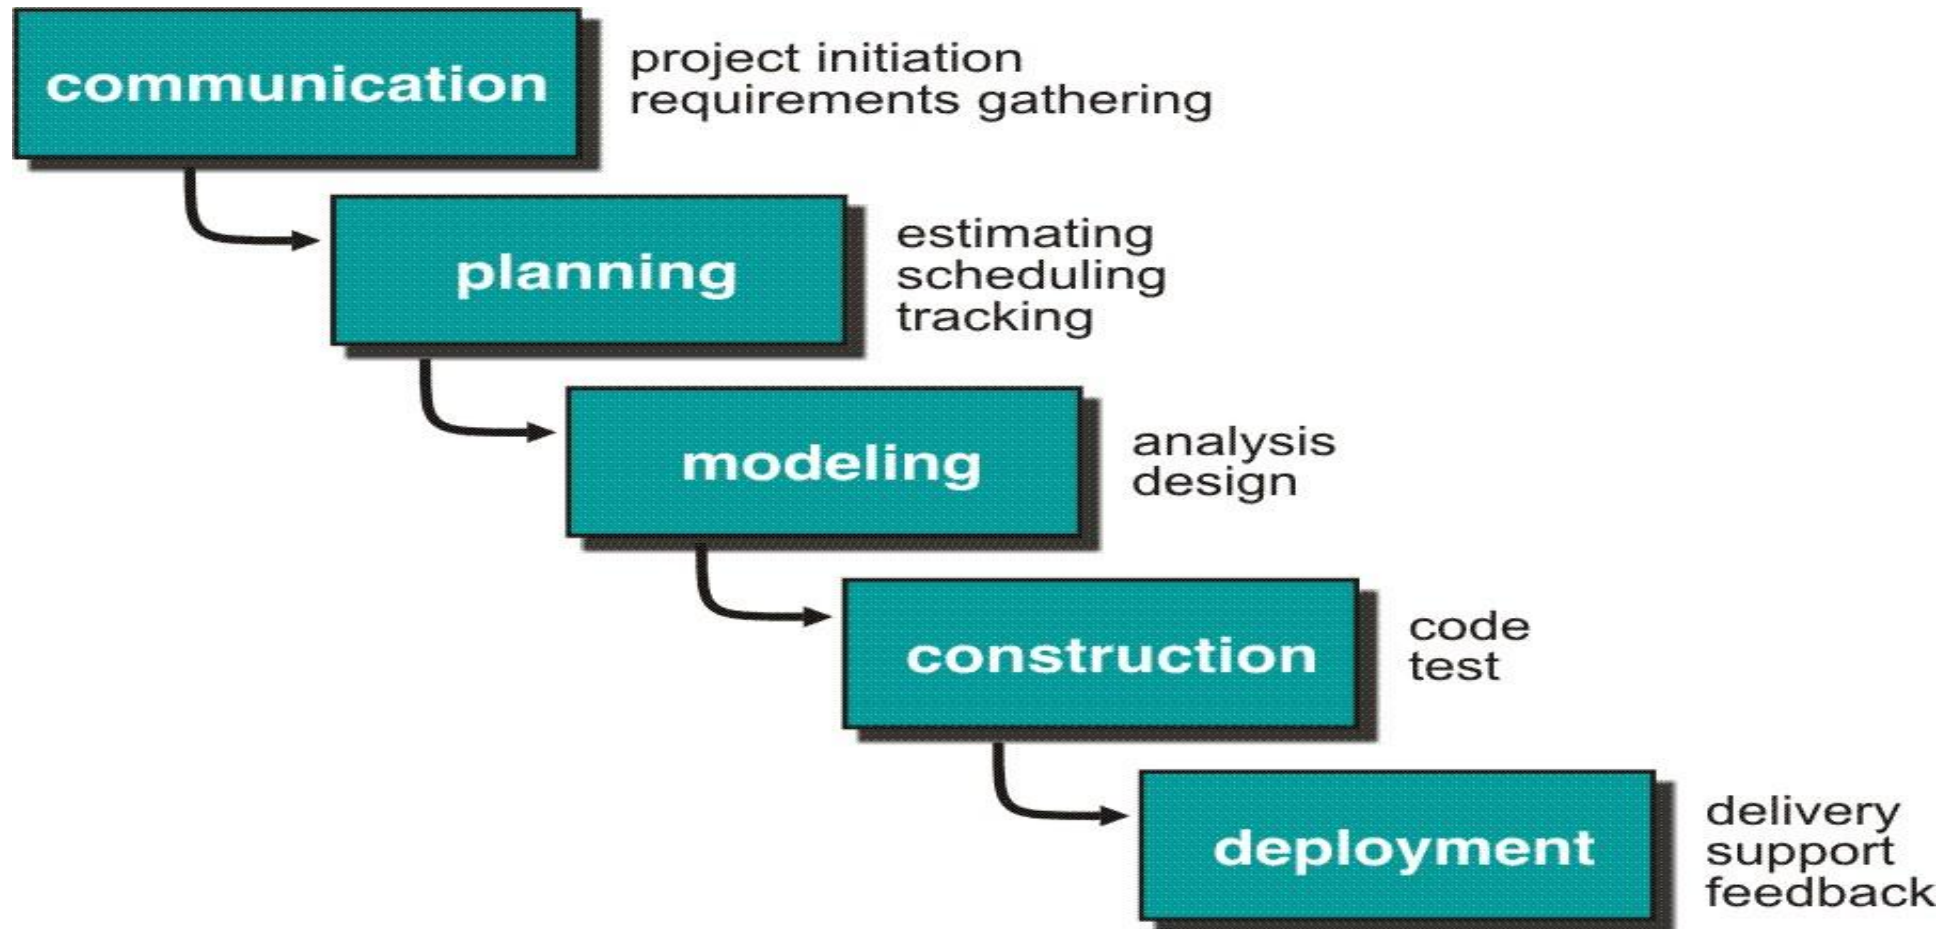 communication
project initiation
requirements gathering
planning
estimating
scheduling
tracking
modeling
analysis
design
construction
code
test
deployment
delivery
support
feedback